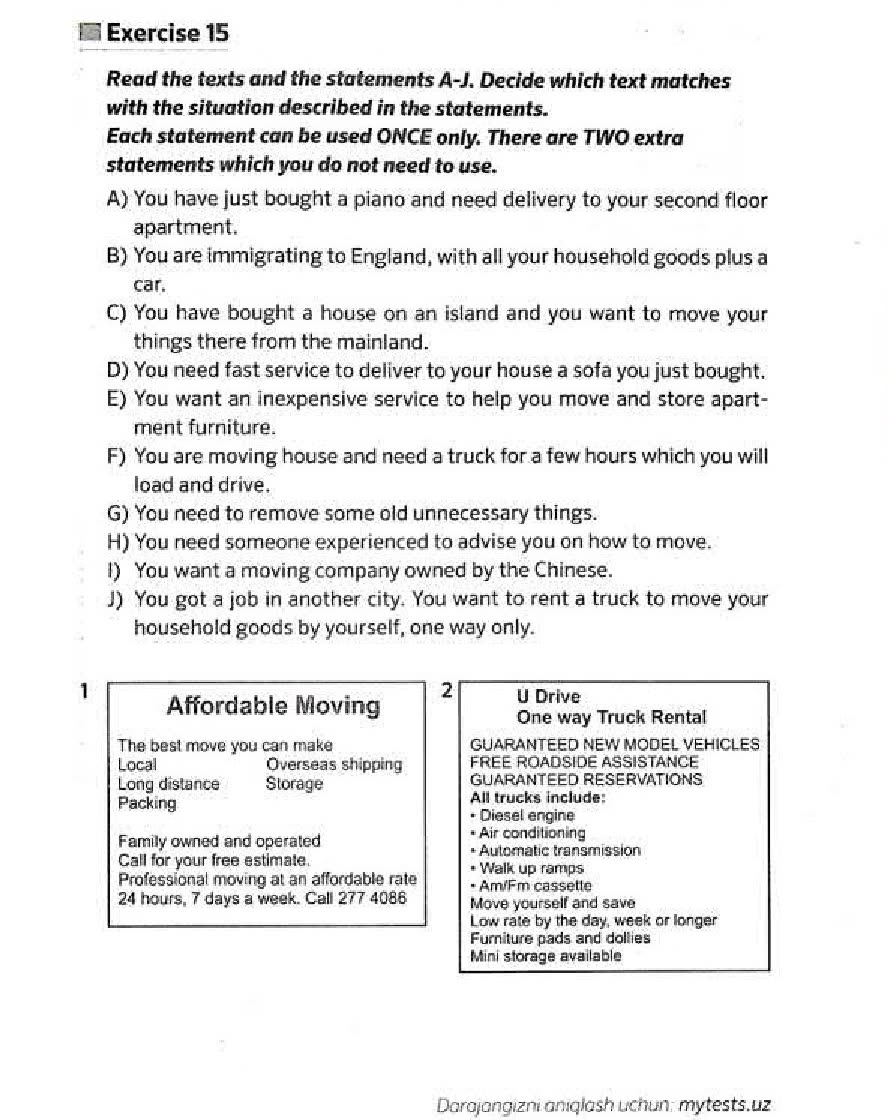 Exercise 15
Read the texts and the statements A-J. Decide which text matches
with the situation described in the statements.
Each statement can be used ONCE only. There are TWO extra
statements which you do not need to use.
A) You have just bought a piano and need delivery to your second floor
apartment.
B) You are immigrating to England, with all your household goods plus a
car.
C) You have bought a house on an island and you want to move your
things there from the mainland.
D) You need fast service to deliver to your house a sofa you just bought.
E) You want an inexpensive service to help you move and store apart-
ment furniture.
F) You are moving house and need a truck for a few hours which you will
load and drive.
G) You need to remove some old unnecessary things.
H) You need someone experienced to advise you on how to move.
I) You want a moving company owned by the Chinese.
J) You got a job in another city. You want to rent a truck to move your
household goods by yourself, one way only.
1
Affordable Moving
The best move you can make
Local Overseas shipping
Long distance Storage
Packing
Family owned and operated
Call for your free estimate.
Professional moving at an affordable rate
24 hours, 7 days a week. Call 277 4086
2
U Drive
One way Truck Rental
GUARANTEED NEW MODEL VEHICLES
FREE ROADSIDE ASSISTANCE
GUARANTEED RESERVATIONS
All trucks include:
• Diesel engine
• Air conditioning
• Automatic transmission
• Walk up ramps
• Am/Fm cassette
Move yourself and save
Low rate by the day, week or longer
Furniture pads and dollies
Mini storage available
Darajangizni aniqlash uchun: mytests.uz